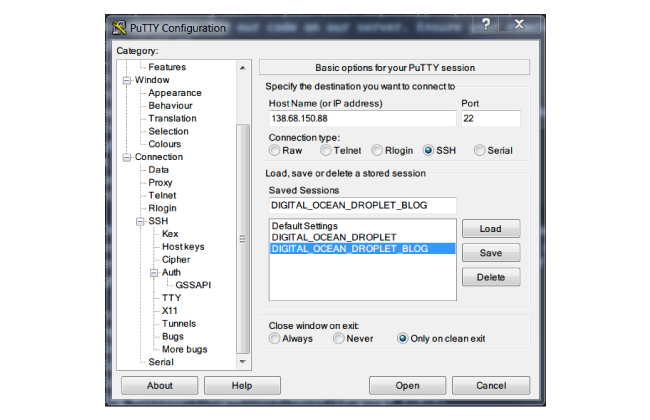 PuTTY Configuration
Category:
Features
Window
Appearance
Behaviour
Translation
Selection
Colours
Connection
Data
Proxy
Telnet
Rlogin
SSH
Kex
Host keys
Cipher
Auth
GSSAPI
TTY
X11
Tunnels
Bugs
More bugs
Serial
Basic options for your PuTTY session
Specify the destination you want to connect to
Host Name (or IP address) Port
138.68.150.88 22
Connection type:
Raw Telnet Rlogin SSH Serial
Load, save or delete a stored session
Saved Sessions
DIGITAL_OCEAN_DROPLET_BLOG
Default Settings
DIGITAL_OCEAN_DROPLET
DIGITAL_OCEAN_DROPLET_BLOG
Load
Save
Delete
Close window on exit:
Always Never Only on clean exit
About Help Open Cancel